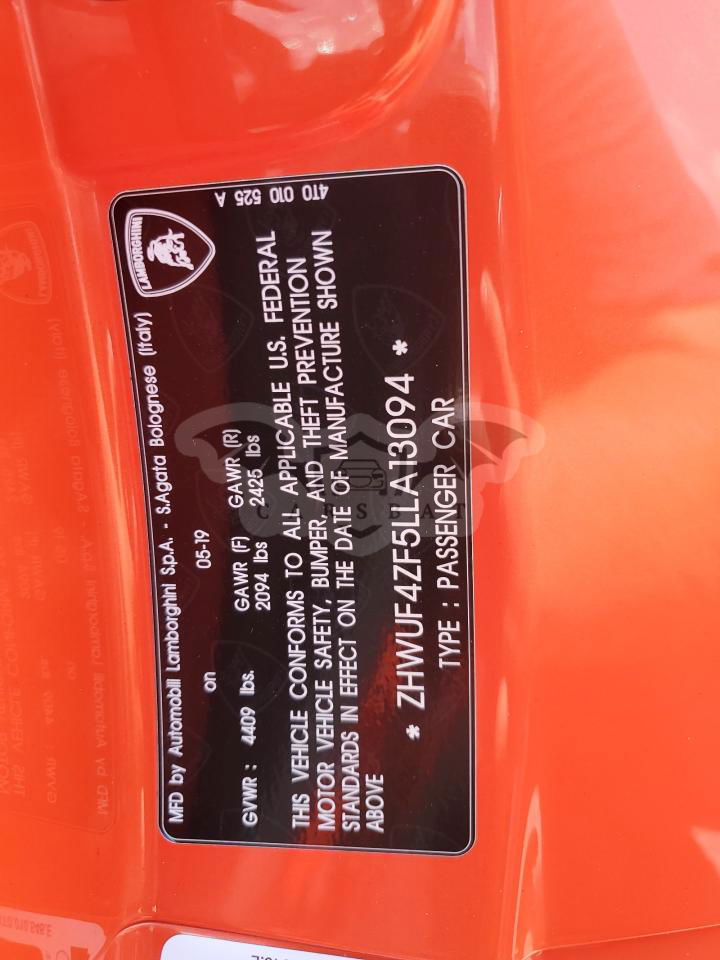 LAMBORGHINI
MFD by Automobili Lamborghini S.p.A. - S.Agata Bolognese (Italy)
on 05-19
GAWR (F) GAWR (R)
GVWR : 4409 lbs. 2094 lbs 2425 lbs
THIS VEHICLE CONFORMS TO ALL APPLICABLE U.S. FEDERAL
MOTOR VEHICLE SAFETY, BUMPER, AND THEFT PREVENTION
STANDARDS IN EFFECT ON THE DATE OF MANUFACTURE SHOWN
ABOVE
* ZHWUF4ZF5LLA13094 *
TYPE : PASSENGER CAR
4T0 010 525 A